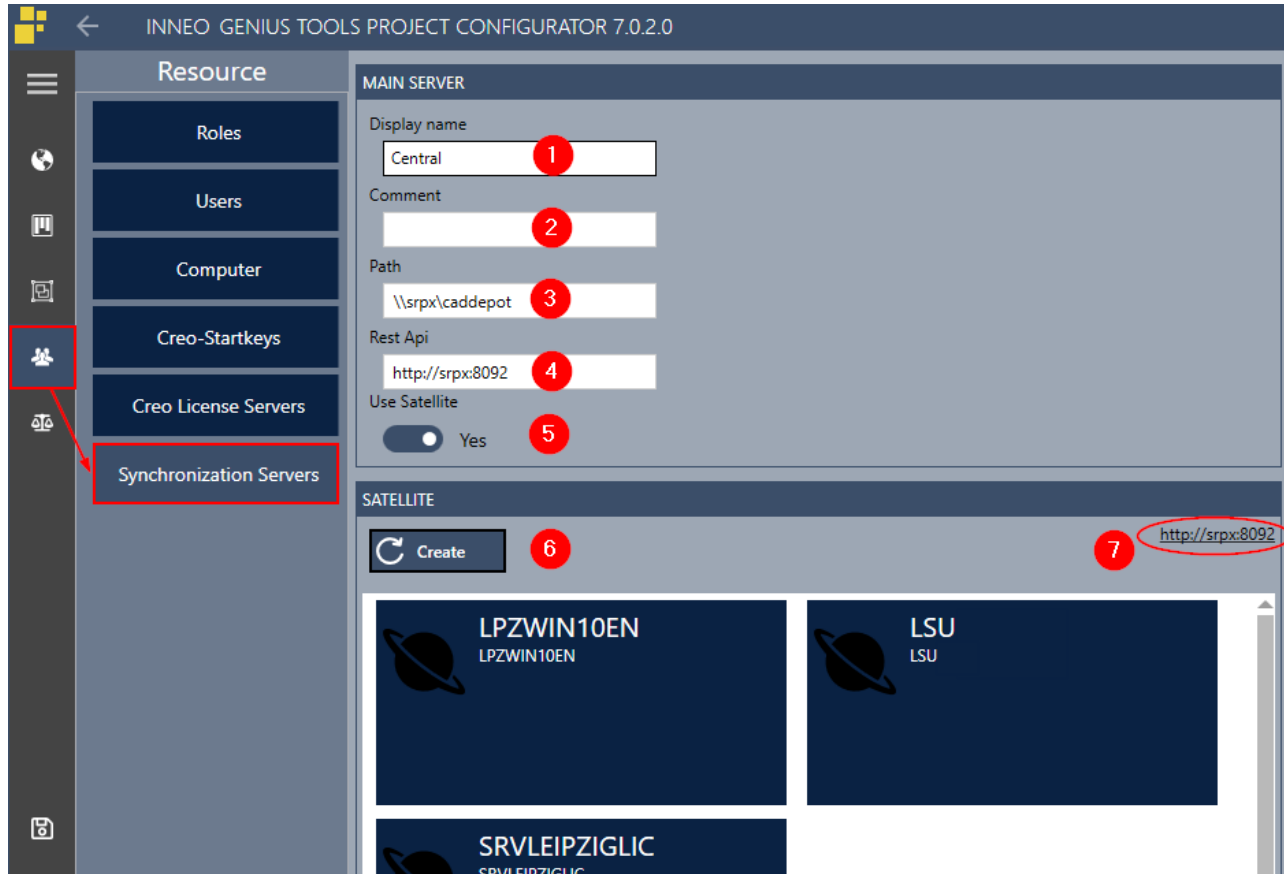 INNEO GENIUS TOOLS PROJECT CONFIGURATOR 7.0.2.0
Resource
Roles
Users
Computer
Creo-Startkeys
Creo License Servers
Synchronization Servers
MAIN SERVER
Display name
Central
1
Comment
2
Path
\\srpx\caddepot
3
Rest Api
http://srpx:8092
4
Use Satellite
Yes
5
SATELLITE
Create
6
7
http://srpx:8092
LPZWIN10EN
LPZWIN10EN
LSU
LSU
SRVLEIPZIGLIC
SRVLEIPZIGLIC